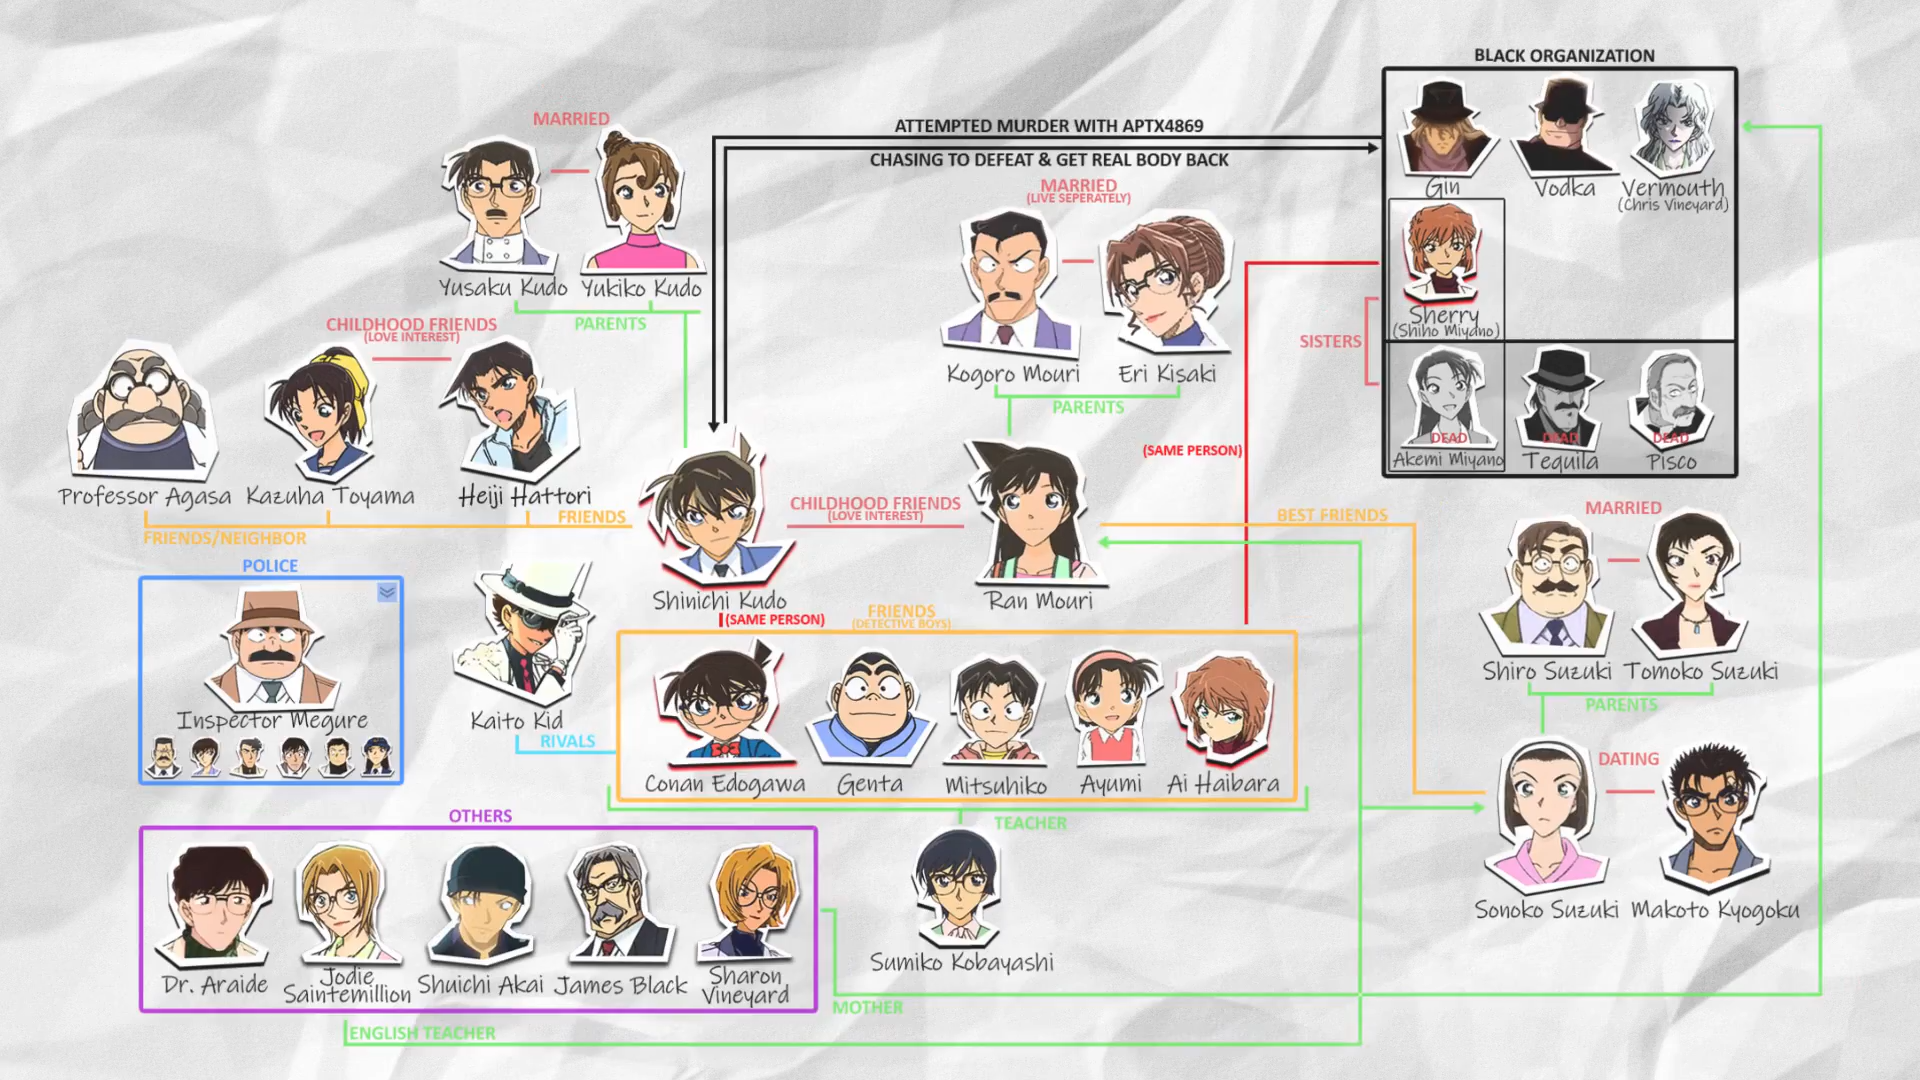 BLACK ORGANIZATION
Gin
Vodka
Vermouth
(Chris Vineyard)
Sherry
(Shiho Miyano)
SISTERS
DEAD
DEAD
DEAD
Akemi Miyano
Tequila
Pisco
ATTEMPTED MURDER WITH APTX4869
CHASING TO DEFEAT & GET REAL BODY BACK
MARRIED
Yusaku Kudo
Yukiko Kudo
PARENTS
MARRIED
(LIVE SEPERATELY)
Kogoro Mouri
Eri Kisaki
PARENTS
CHILDHOOD FRIENDS
(LOVE INTEREST)
Professor Agasa
Kazuha Toyama
Heiji Hattori
FRIENDS
FRIENDS/NEIGHBOR
(SAME PERSON)
CHILDHOOD FRIENDS
(LOVE INTEREST)
Shinichi Kudo
Ran Mouri
BEST FRIENDS
MARRIED
Shiro Suzuki
Tomoko Suzuki
PARENTS
POLICE
Inspector Megure
Kaito Kid
RIVALS
(SAME PERSON)
FRIENDS
(DETECTIVE BOYS)
Conan Edogawa
Genta
Mitsuhiko
Ayumi
Ai Haibara
TEACHER
Sumiko Kobayashi
DATING
Sonoko Suzuki
Makoto Kyogoku
OTHERS
Dr. Araide
Jodie
Saintemillion
Shuichi Akai
James Black
Sharon
Vineyard
MOTHER
ENGLISH TEACHER